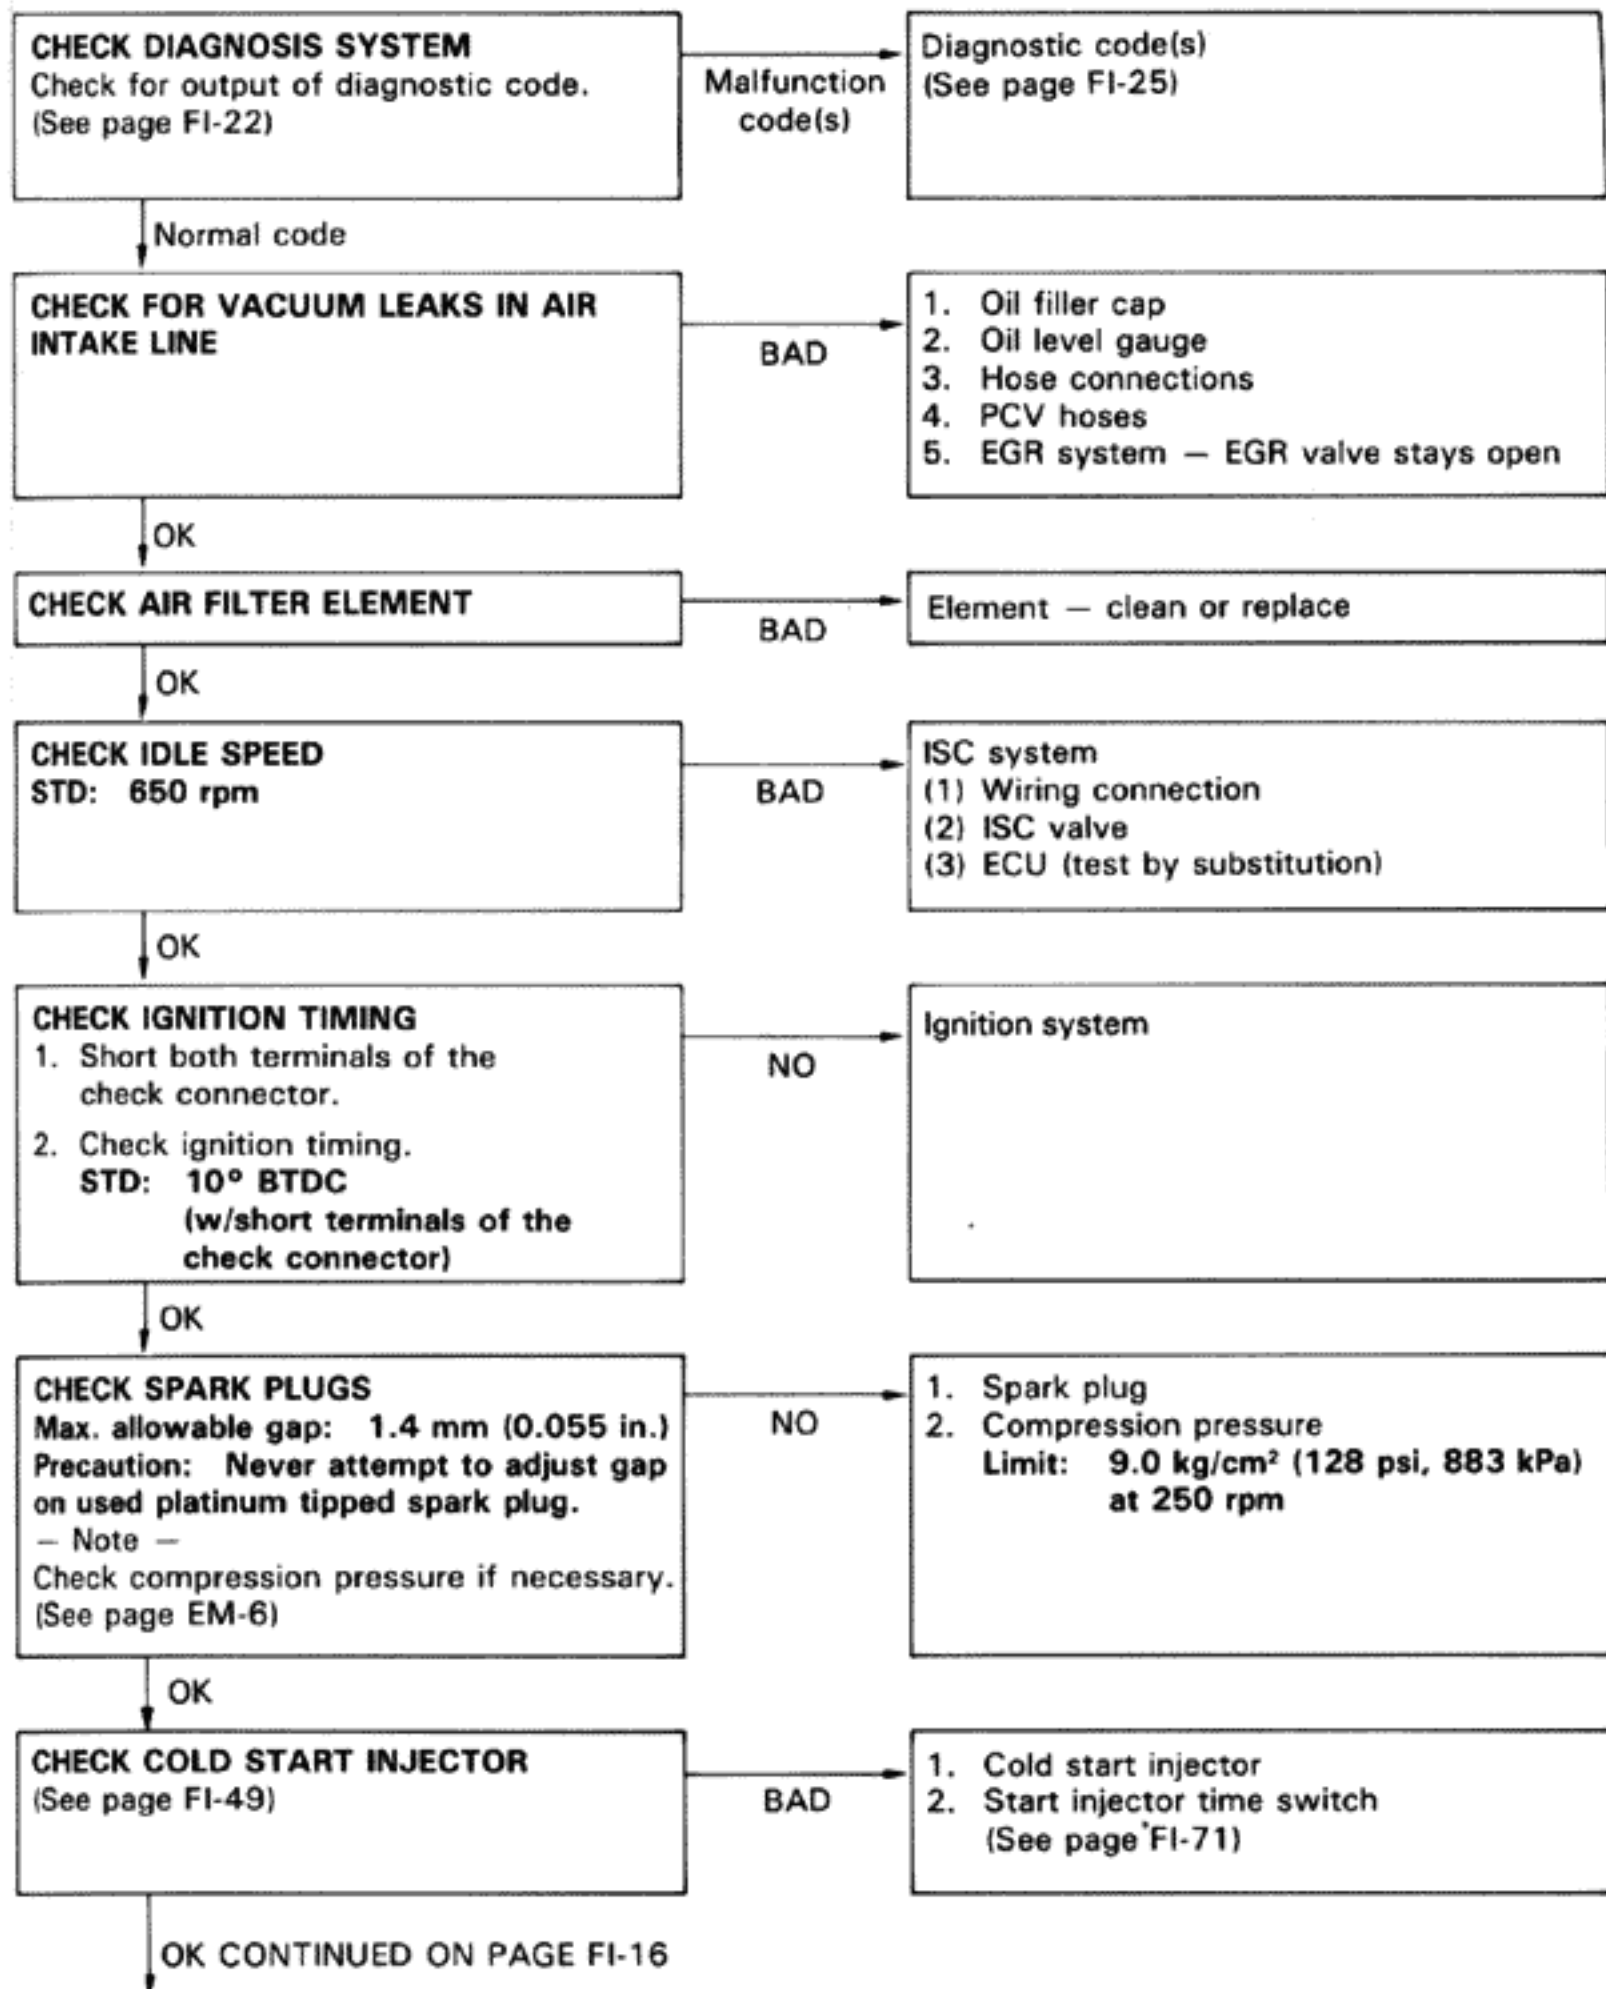 CHECK DIAGNOSIS SYSTEM
Check for output of diagnostic code.
(See page FI-22)
Malfunction
code(s)
Diagnostic code(s)
(See page FI-25)
Normal code
CHECK FOR VACUUM LEAKS IN AIR
INTAKE LINE
BAD
1. Oil filler cap
2. Oil level gauge
3. Hose connections
4. PCV hoses
5. EGR system — EGR valve stays open
OK
CHECK AIR FILTER ELEMENT
BAD
Element — clean or replace
OK
CHECK IDLE SPEED
STD: 650 rpm
BAD
ISC system
(1) Wiring connection
(2) ISC valve
(3) ECU (test by substitution)
OK
CHECK IGNITION TIMING
1. Short both terminals of the
check connector.
2. Check ignition timing.
STD: 10° BTDC
(w/short terminals of the
check connector)
NO
Ignition system
OK
CHECK SPARK PLUGS
Max. allowable gap: 1.4 mm (0.055 in.)
Precaution: Never attempt to adjust gap
on used platinum tipped spark plug.
— Note —
Check compression pressure if necessary.
(See page EM-6)
NO
1. Spark plug
2. Compression pressure
Limit: 9.0 kg/cm² (128 psi, 883 kPa)
at 250 rpm
OK
CHECK COLD START INJECTOR
(See page FI-49)
BAD
1. Cold start injector
2. Start injector time switch
(See page FI-71)
OK CONTINUED ON PAGE FI-16